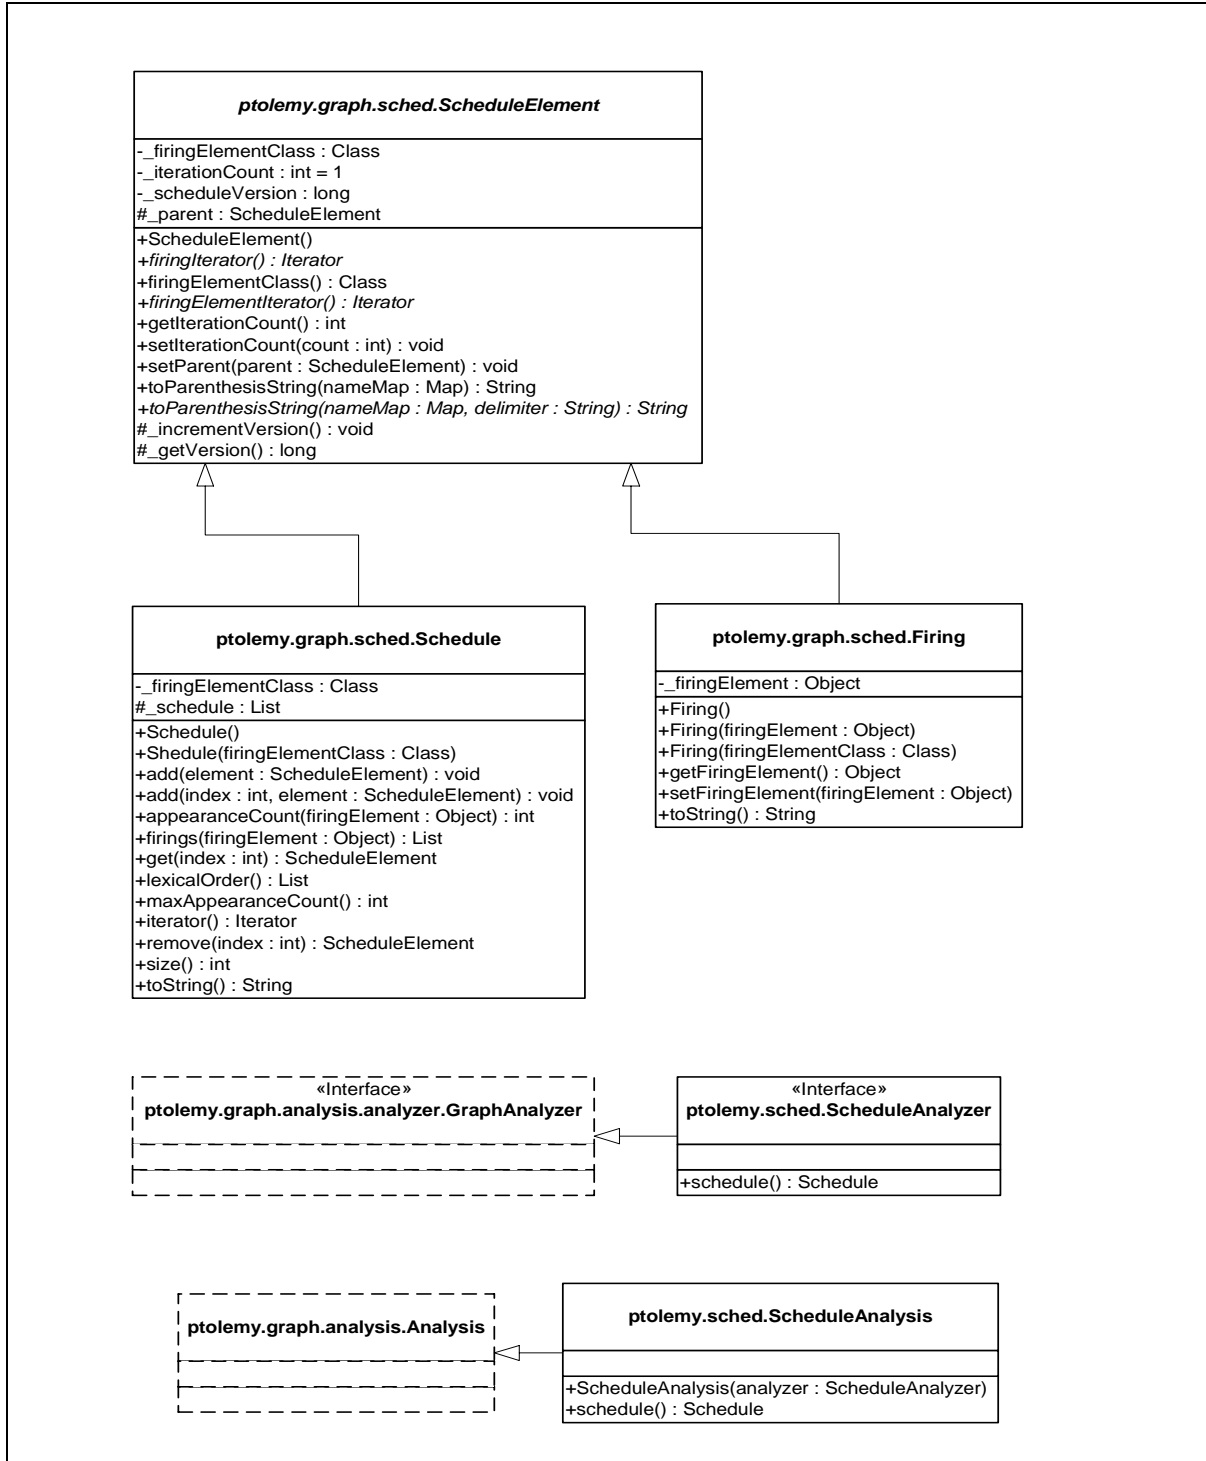 ptolemy.graph.sched.ScheduleElement
-_firingElementClass : Class
-_iterationCount : int = 1
-_scheduleVersion : long
#_parent : ScheduleElement
+ScheduleElement()
+firingIterator() : Iterator
+firingElementClass() : Class
+firingElementIterator() : Iterator
+getIterationCount() : int
+setIterationCount(count : int) : void
+setParent(parent : ScheduleElement) : void
+toParenthesisString(nameMap : Map) : String
+toParenthesisString(nameMap : Map, delimiter : String) : String
#_incrementVersion() : void
#_getVersion() : long
ptolemy.graph.sched.Schedule
-_firingElementClass : Class
#_schedule : List
+Schedule()
+Shedule(firingElementClass : Class)
+add(element : ScheduleElement) : void
+add(index : int, element : ScheduleElement) : void
+appearanceCount(firingElement : Object) : int
+firings(firingElement : Object) : List
+get(index : int) : ScheduleElement
+lexicalOrder() : List
+maxAppearanceCount() : int
+iterator() : Iterator
+remove(index : int) : ScheduleElement
+size() : int
+toString() : String
ptolemy.graph.sched.Firing
-_firingElement : Object
+Firing()
+Firing(firingElement : Object)
+Firing(firingElementClass : Class)
+getFiringElement() : Object
+setFiringElement(firingElement : Object)
+toString() : String
«Interface»
ptolemy.graph.analysis.analyzer.GraphAnalyzer
«Interface»
ptolemy.sched.ScheduleAnalyzer
+schedule() : Schedule
ptolemy.graph.analysis.Analysis
ptolemy.sched.ScheduleAnalysis
+ScheduleAnalysis(analyzer : ScheduleAnalyzer)
+schedule() : Schedule